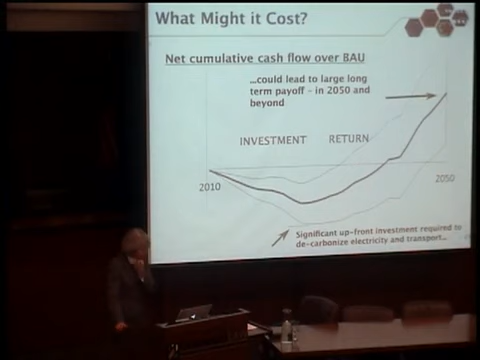 What Might it Cost?
Net cumulative cash flow over BAU
...could lead to large long
term payoff - in 2050 and
beyond
INVESTMENT RETURN
2010
2050
Significant up-front investment required to
de-carbonize electricity and transport...